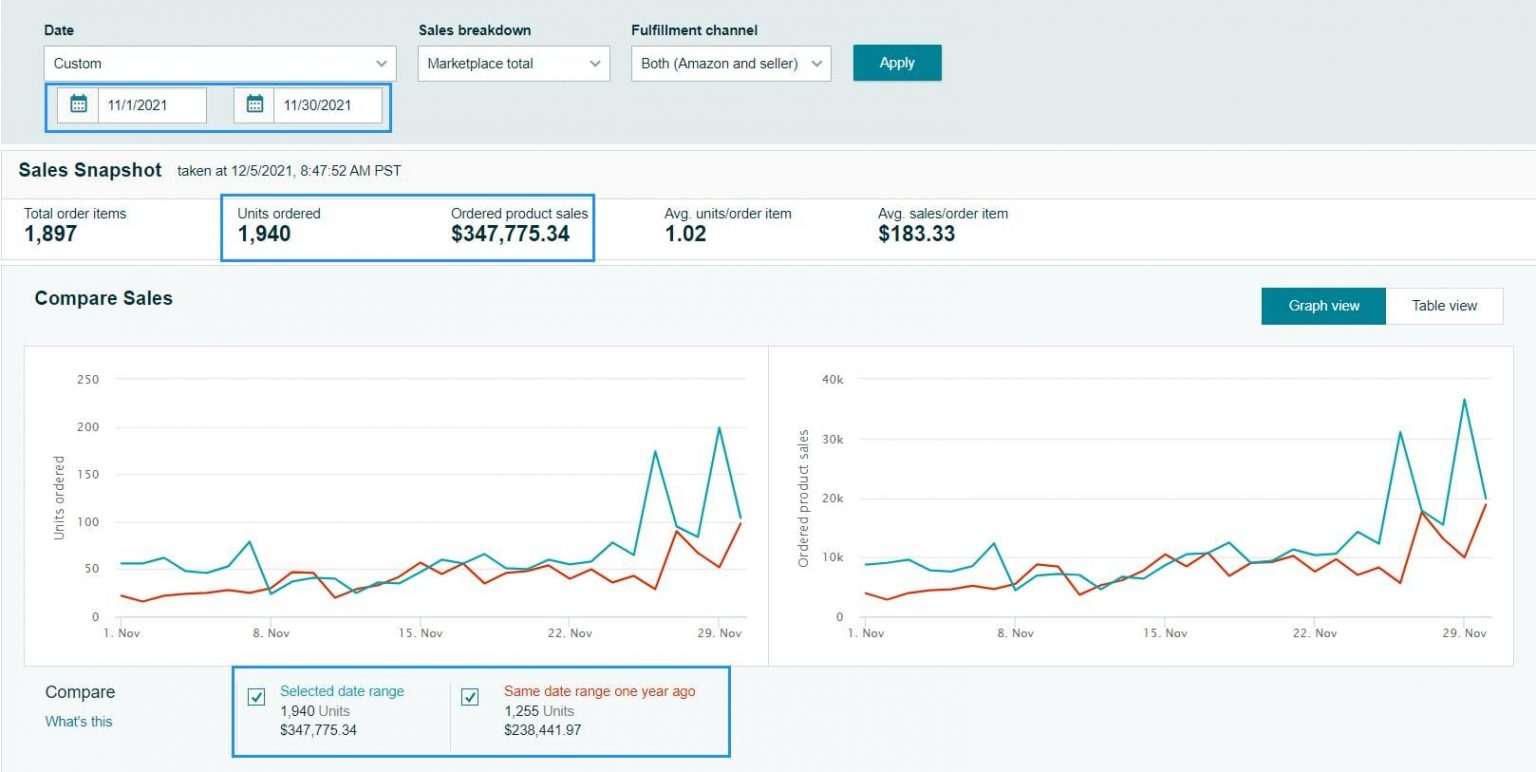 Date
Sales breakdown
Fulfillment channel
Custom
Marketplace total
Both (Amazon and seller)
Apply
11/1/2021
11/30/2021
Sales Snapshot taken at 12/5/2021, 8:47:52 AM PST
Total order items
Units ordered
Ordered product sales
Avg. units/order item
Avg. sales/order item
1,897
1,940
$347,775.34
1.02
$183.33
Compare Sales
Graph view
Table view
Units ordered
250
200
150
100
50
0
1. Nov
8. Nov
15. Nov
22. Nov
29. Nov
Ordered product sales
40k
30k
20k
10k
0
1. Nov
8. Nov
15. Nov
22. Nov
29. Nov
Compare
What's this
Selected date range
1,940 Units
$347,775.34
Same date range one year ago
1,255 Units
$238,441.97